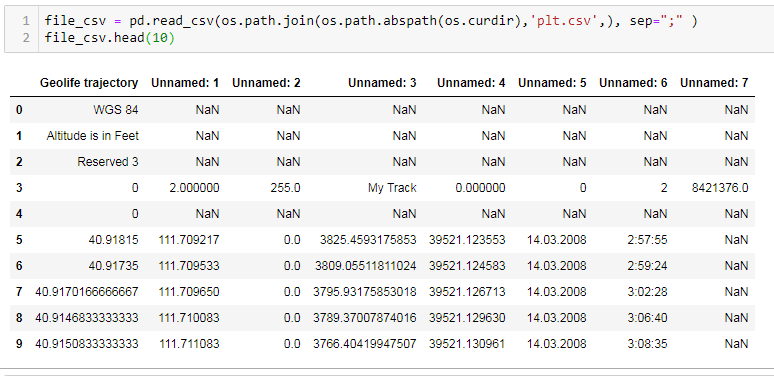 1 file_csv = pd.read_csv(os.path.join(os.path.abspath(os.curdir),'plt.csv',), sep=";" )
2 file_csv.head(10)
Geolife trajectory Unnamed: 1 Unnamed: 2 Unnamed: 3 Unnamed: 4 Unnamed: 5 Unnamed: 6 Unnamed: 7
0 WGS 84 NaN NaN NaN NaN NaN NaN NaN
1 Altitude is in Feet NaN NaN NaN NaN NaN NaN NaN
2 Reserved 3 NaN NaN NaN NaN NaN NaN NaN
3 0 2.000000 255.0 My Track 0.000000 0 2 8421376.0
4 0 NaN NaN NaN NaN NaN NaN NaN
5 40.91815 111.709217 0.0 3825.4593175853 39521.123553 14.03.2008 2:57:55 NaN
6 40.91735 111.709533 0.0 3809.05511811024 39521.124583 14.03.2008 2:59:24 NaN
7 40.9170166666667 111.709650 0.0 3795.93175853018 39521.126713 14.03.2008 3:02:28 NaN
8 40.9146833333333 111.710083 0.0 3789.37007874016 39521.129630 14.03.2008 3:06:40 NaN
9 40.9150833333333 111.711083 0.0 3766.40419947507 39521.130961 14.03.2008 3:08:35 NaN